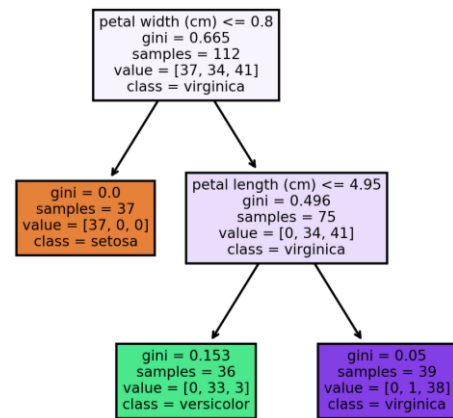 petal width (cm) <= 0.8
gini = 0.665
samples = 112
value = [37, 34, 41]
class = virginica
gini = 0.0
samples = 37
value = [37, 0, 0]
class = setosa
petal length (cm) <= 4.95
gini = 0.496
samples = 75
value = [0, 34, 41]
class = virginica
gini = 0.153
samples = 36
value = [0, 33, 3]
class = versicolor
gini = 0.05
samples = 39
value = [0, 1, 38]
class = virginica